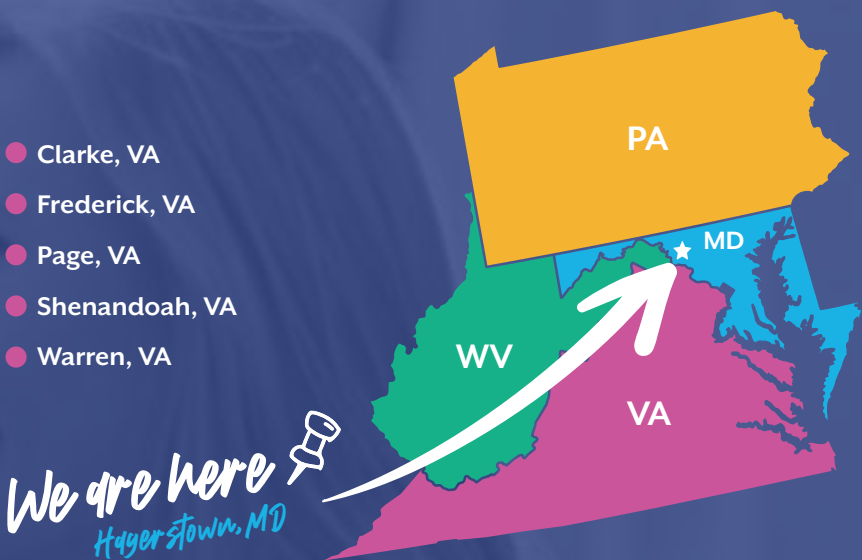 Clarke, VA
Frederick, VA
Page, VA
Shenandoah, VA
Warren, VA
PA
MD
WV
VA
We are here
Hagerstown, MD